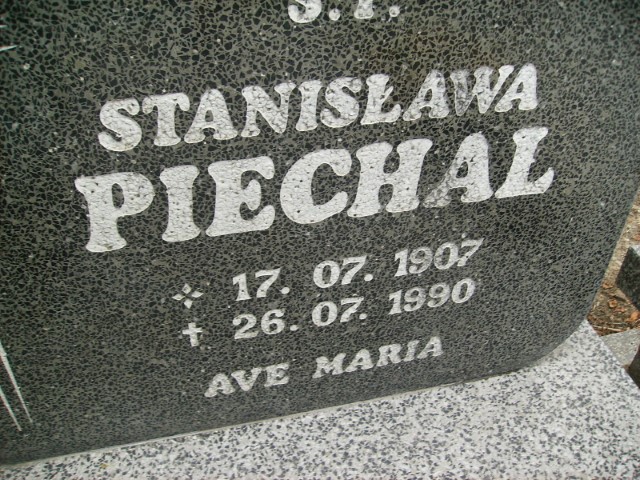 Ś.P.
STANISŁAWA
PIECHAL
17. 07. 1907
26. 07. 1990
AVE MARIA